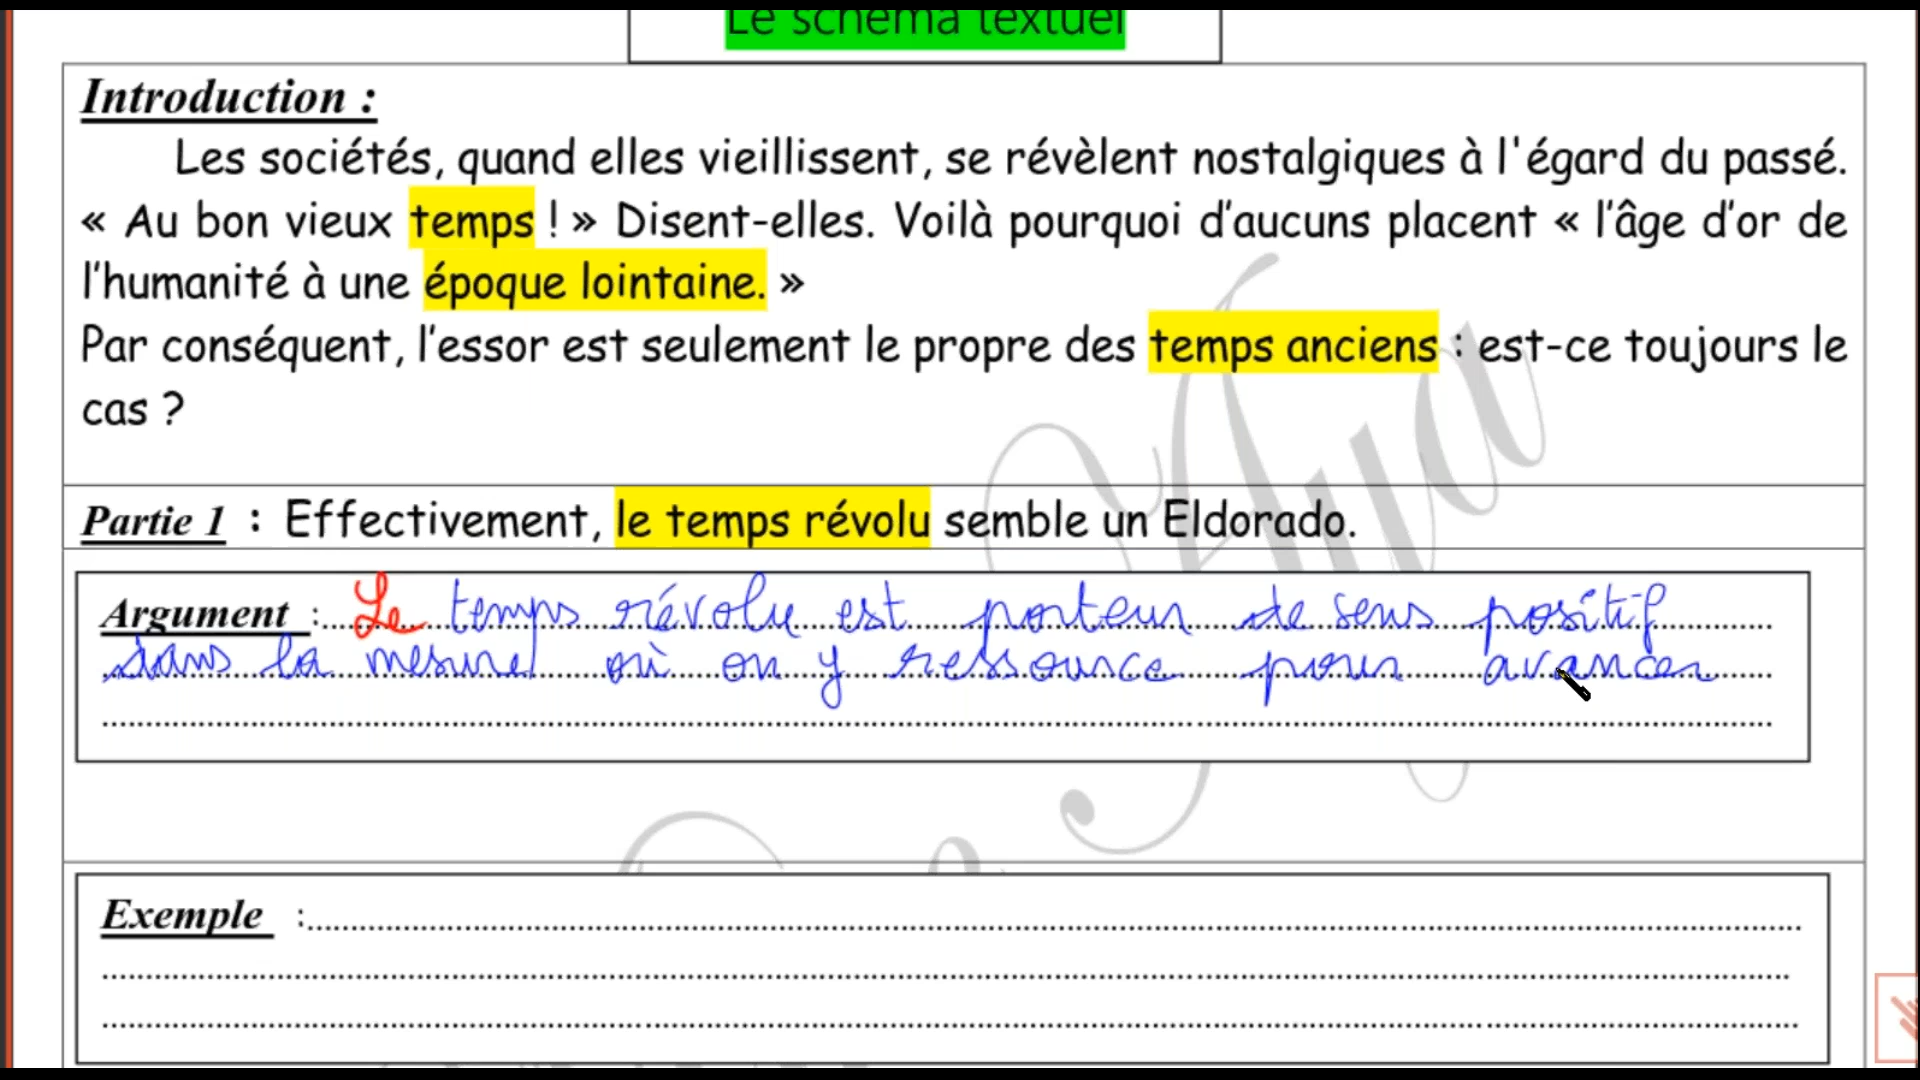 Le schéma textuel
Introduction :
Les sociétés, quand elles vieillissent, se révèlent nostalgiques à l'égard du passé.
« Au bon vieux temps ! » Disent-elles. Voilà pourquoi d'aucuns placent « l'âge d'or de
l'humanité à une époque lointaine. »
Par conséquent, l'essor est seulement le propre des temps anciens : est-ce toujours le
cas ?
Partie 1 : Effectivement, le temps révolu semble un Eldorado.
Argument : Le temps révolu est porteur de sens positif
dans la mesure où on y ressource pour avancer
Exemple :